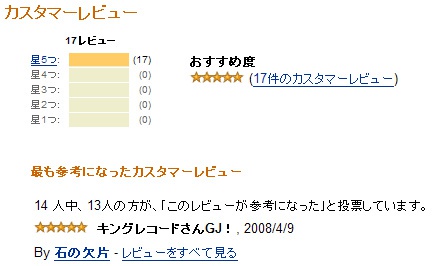 カスタマーレビュー
17レビュー
星5つ: (17)
星4つ: (0)
星3つ: (0)
星2つ: (0)
星1つ: (0)
おすすめ度
(17件のカスタマーレビュー)
最も参考になったカスタマーレビュー
14 人中、13人の方が、「このレビューが参考になった」と投票しています。
キングレコードさんGJ！, 2008/4/9
By 石の欠片 - レビューをすべて見る